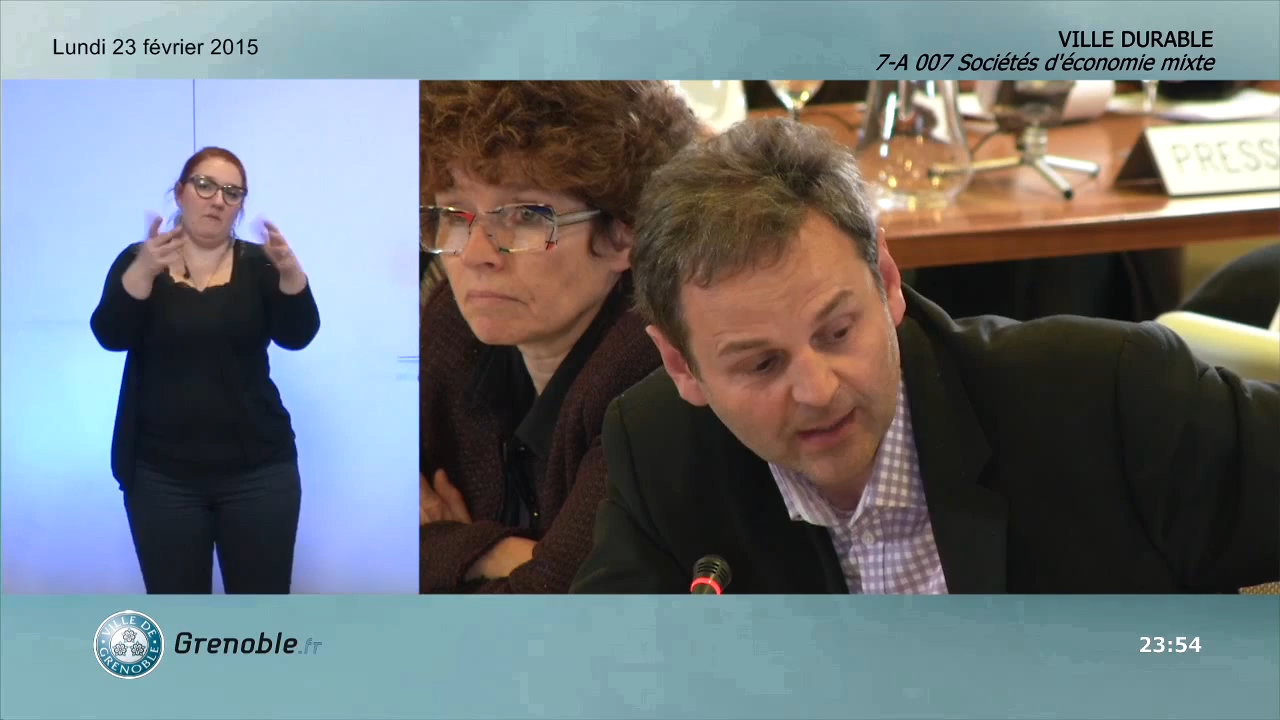 Lundi 23 février 2015
VILLE DURABLE
7-A 007 Sociétés d'économie mixte
PRESS
VILLE DE GRENOBLE
Grenoble.fr
23:54